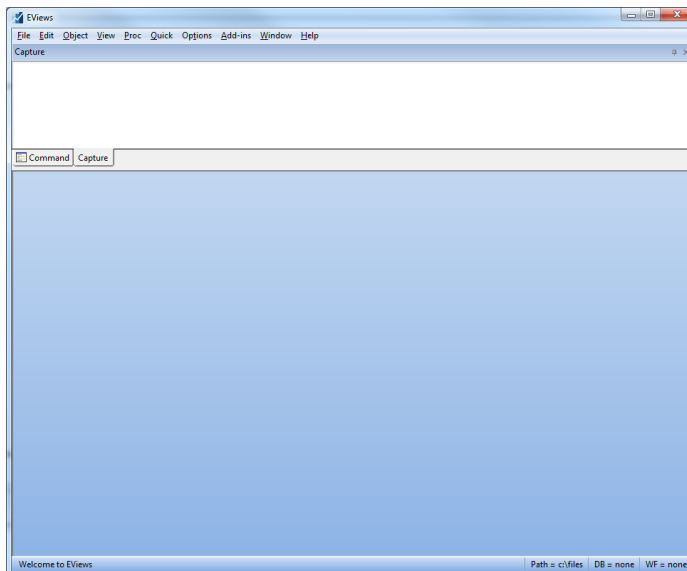 EViews
File Edit Object View Proc Quick Options Add-ins Window Help
Capture
Command Capture
Welcome to EViews Path = c:\files DB = none WF = none